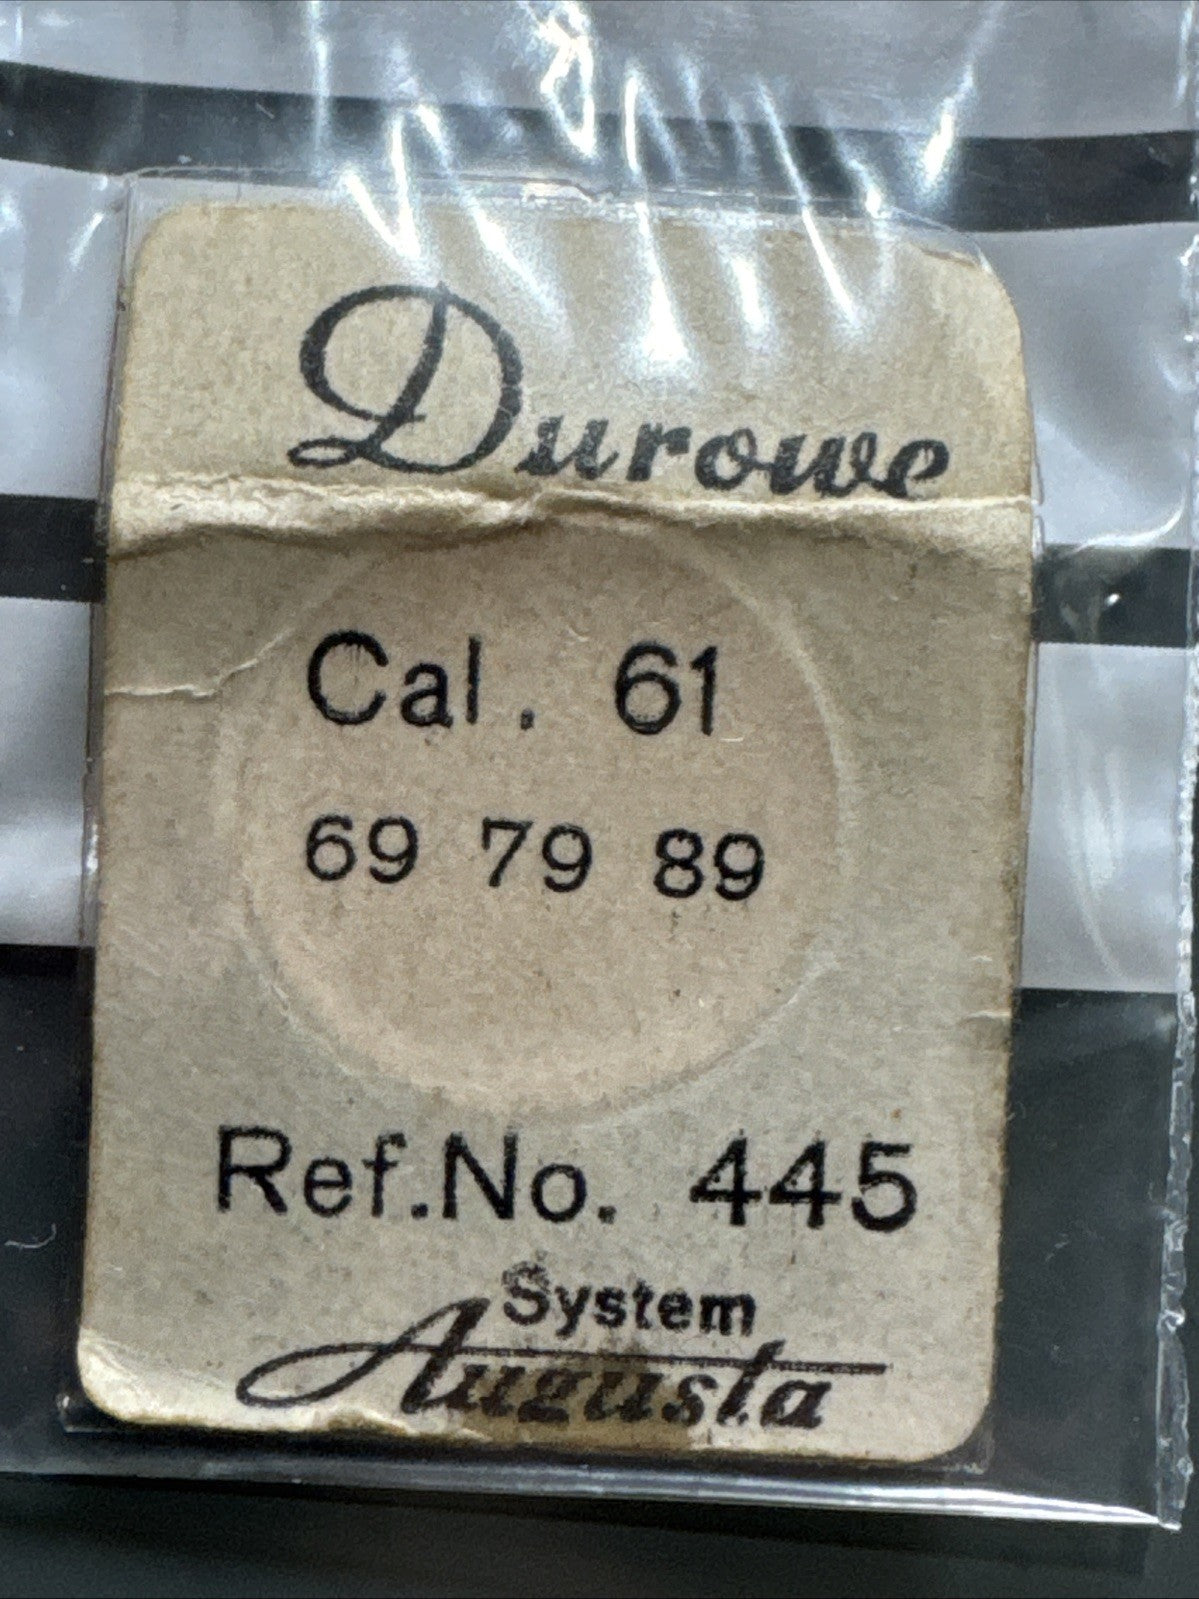 Durowe
Cal. 61
69 79 89
Ref.No. 445
System
Augusta